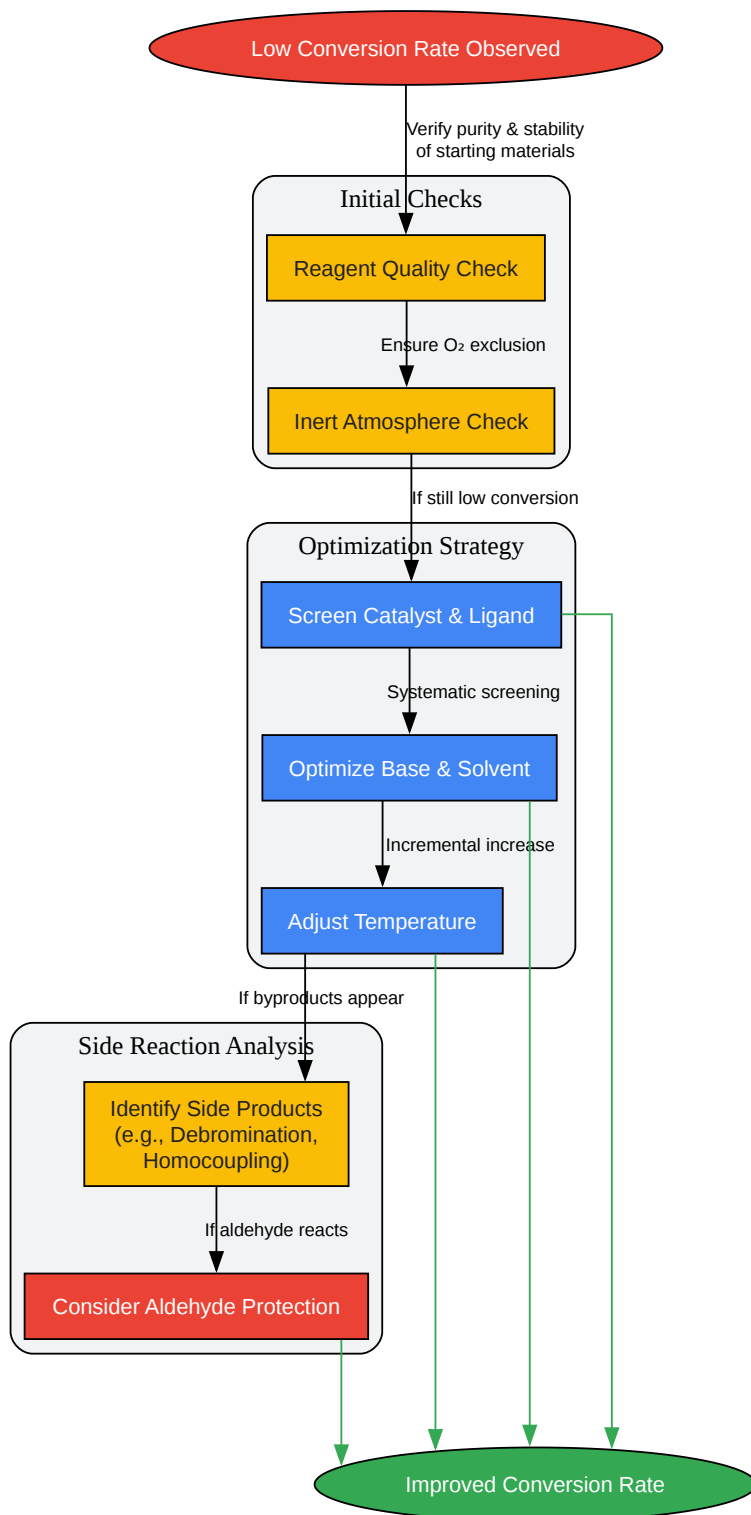 Low Conversion Rate Observed
Verify purity & stability
of starting materials
Initial Checks
Reagent Quality Check
Ensure O₂ exclusion
Inert Atmosphere Check
If still low conversion
Optimization Strategy
Screen Catalyst & Ligand
Systematic screening
Optimize Base & Solvent
Incremental increase
Adjust Temperature
If byproducts appear
Side Reaction Analysis
Identify Side Products
(e.g., Debromination,
Homocoupling)
If aldehyde reacts
Consider Aldehyde Protection
Improved Conversion Rate